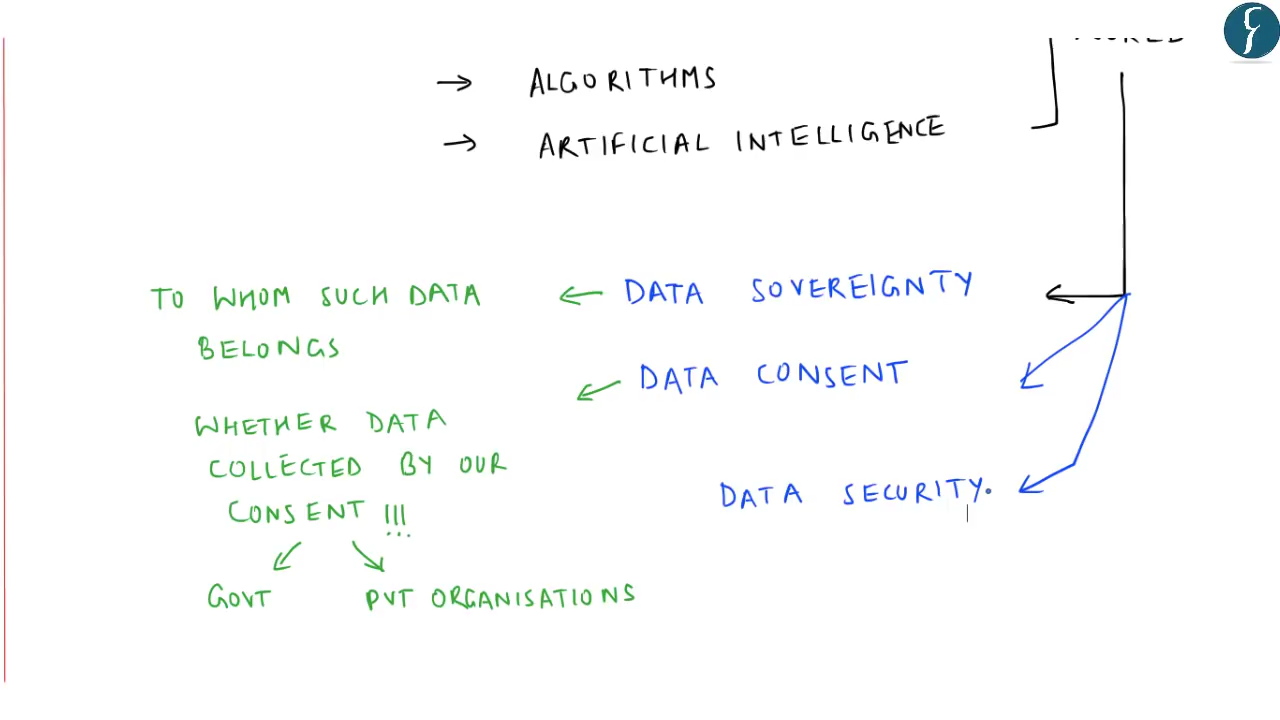 → ALGORITHMS
→ ARTIFICIAL INTELLIGENCE
TO WHOM SUCH DATA ← DATA SOVEREIGNTY
BELONGS
DATA CONSENT
WHETHER DATA
COLLECTED BY OUR
CONSENT !!!
DATA SECURITY.
GOVT PVT ORGANISATIONS